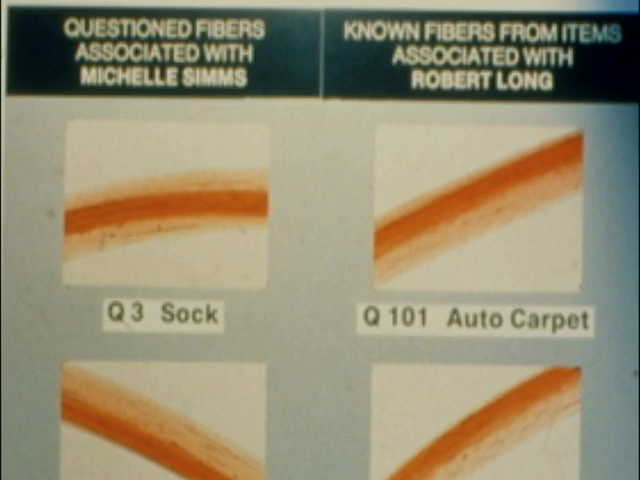 QUESTIONED FIBERS
ASSOCIATED WITH
MICHELLE SIMMS
KNOWN FIBERS FROM ITEMS
ASSOCIATED WITH
ROBERT LONG
Q 3 Sock
Q 101 Auto Carpet